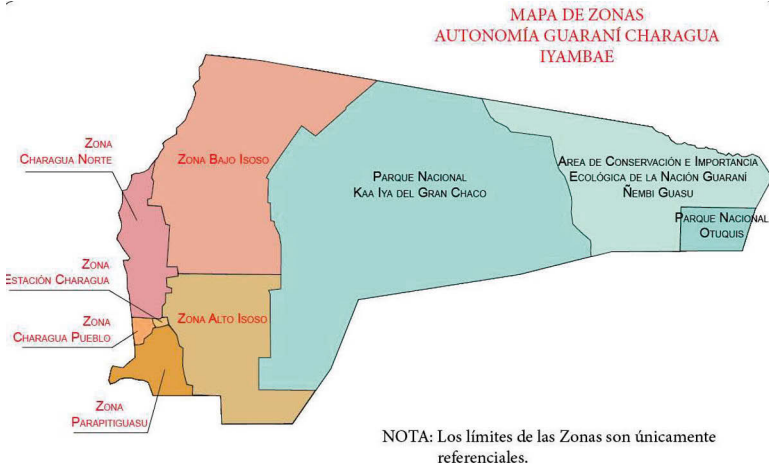 MAPA DE ZONAS
AUTONOMÍA GUARANÍ CHARAGUA
IYAMBAE
ZONA
CHARAGUA NORTE
ZONA BAJO ISOSO
PARQUE NACIONAL
KAA IYA DEL GRAN CHACO
AREA DE CONSERVACIÓN E IMPORTANCIA
ECOLÓGICA DE LA NACIÓN GUARANÍ
ÑEMBI GUASU
PARQUE NACIONAL
OTUQUIS
ZONA
ESTACIÓN CHARAGUA
ZONA
CHARAGUA PUEBLO
ZONA ALTO ISOSO
ZONA
PARAPITIGUASU
NOTA: Los límites de las Zonas son únicamente
referenciales.